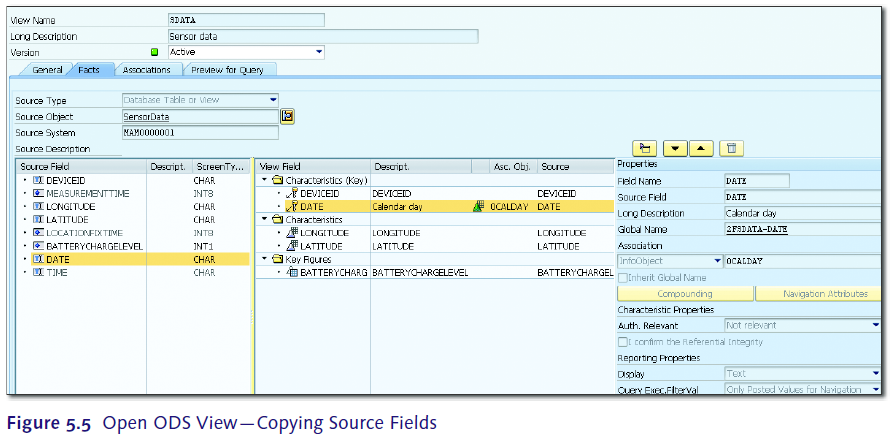 View Name SDATA
Long Description Sensor data
Version Active
General Facts Associations Preview for Query
Source Type Database Table or View
Source Object SensorData
Source System MAM0000001
Source Description
Source Field Descript. ScreenTy...
DEVICEID CHAR
MEASUREMENTTIME INT8
LONGITUDE CHAR
LATITUDE CHAR
LOCATIONFIXTIME INT8
BATTERYCHARGELEVEL INT1
DATE CHAR
TIME CHAR
View Field Descript. Asc. Obj. Source
Characteristics (Key)
DEVICEID DEVICEID DEVICEID
DATE Calendar day 0CALDAY DATE
Characteristics
LONGITUDE LONGITUDE LONGITUDE
LATITUDE LATITUDE LATITUDE
Key Figures
BATTERYCHARG BATTERYCHARGELEVEL BATTERYCHARGEL
Properties
Field Name DATE
Source Field DATE
Long Description Calendar day
Global Name 2FSDATA-DATE
Association
InfoObject 0CALDAY
Inherit Global Name
Compounding Navigation Attributes
Characteristic Properties
Auth. Relevant Not relevant
I confirm the Referential Integrity
Reporting Properties
Display Text
Query Exec.FilterVal Only Posted Values for Navigation
Figure 5.5 Open ODS View—Copying Source Fields